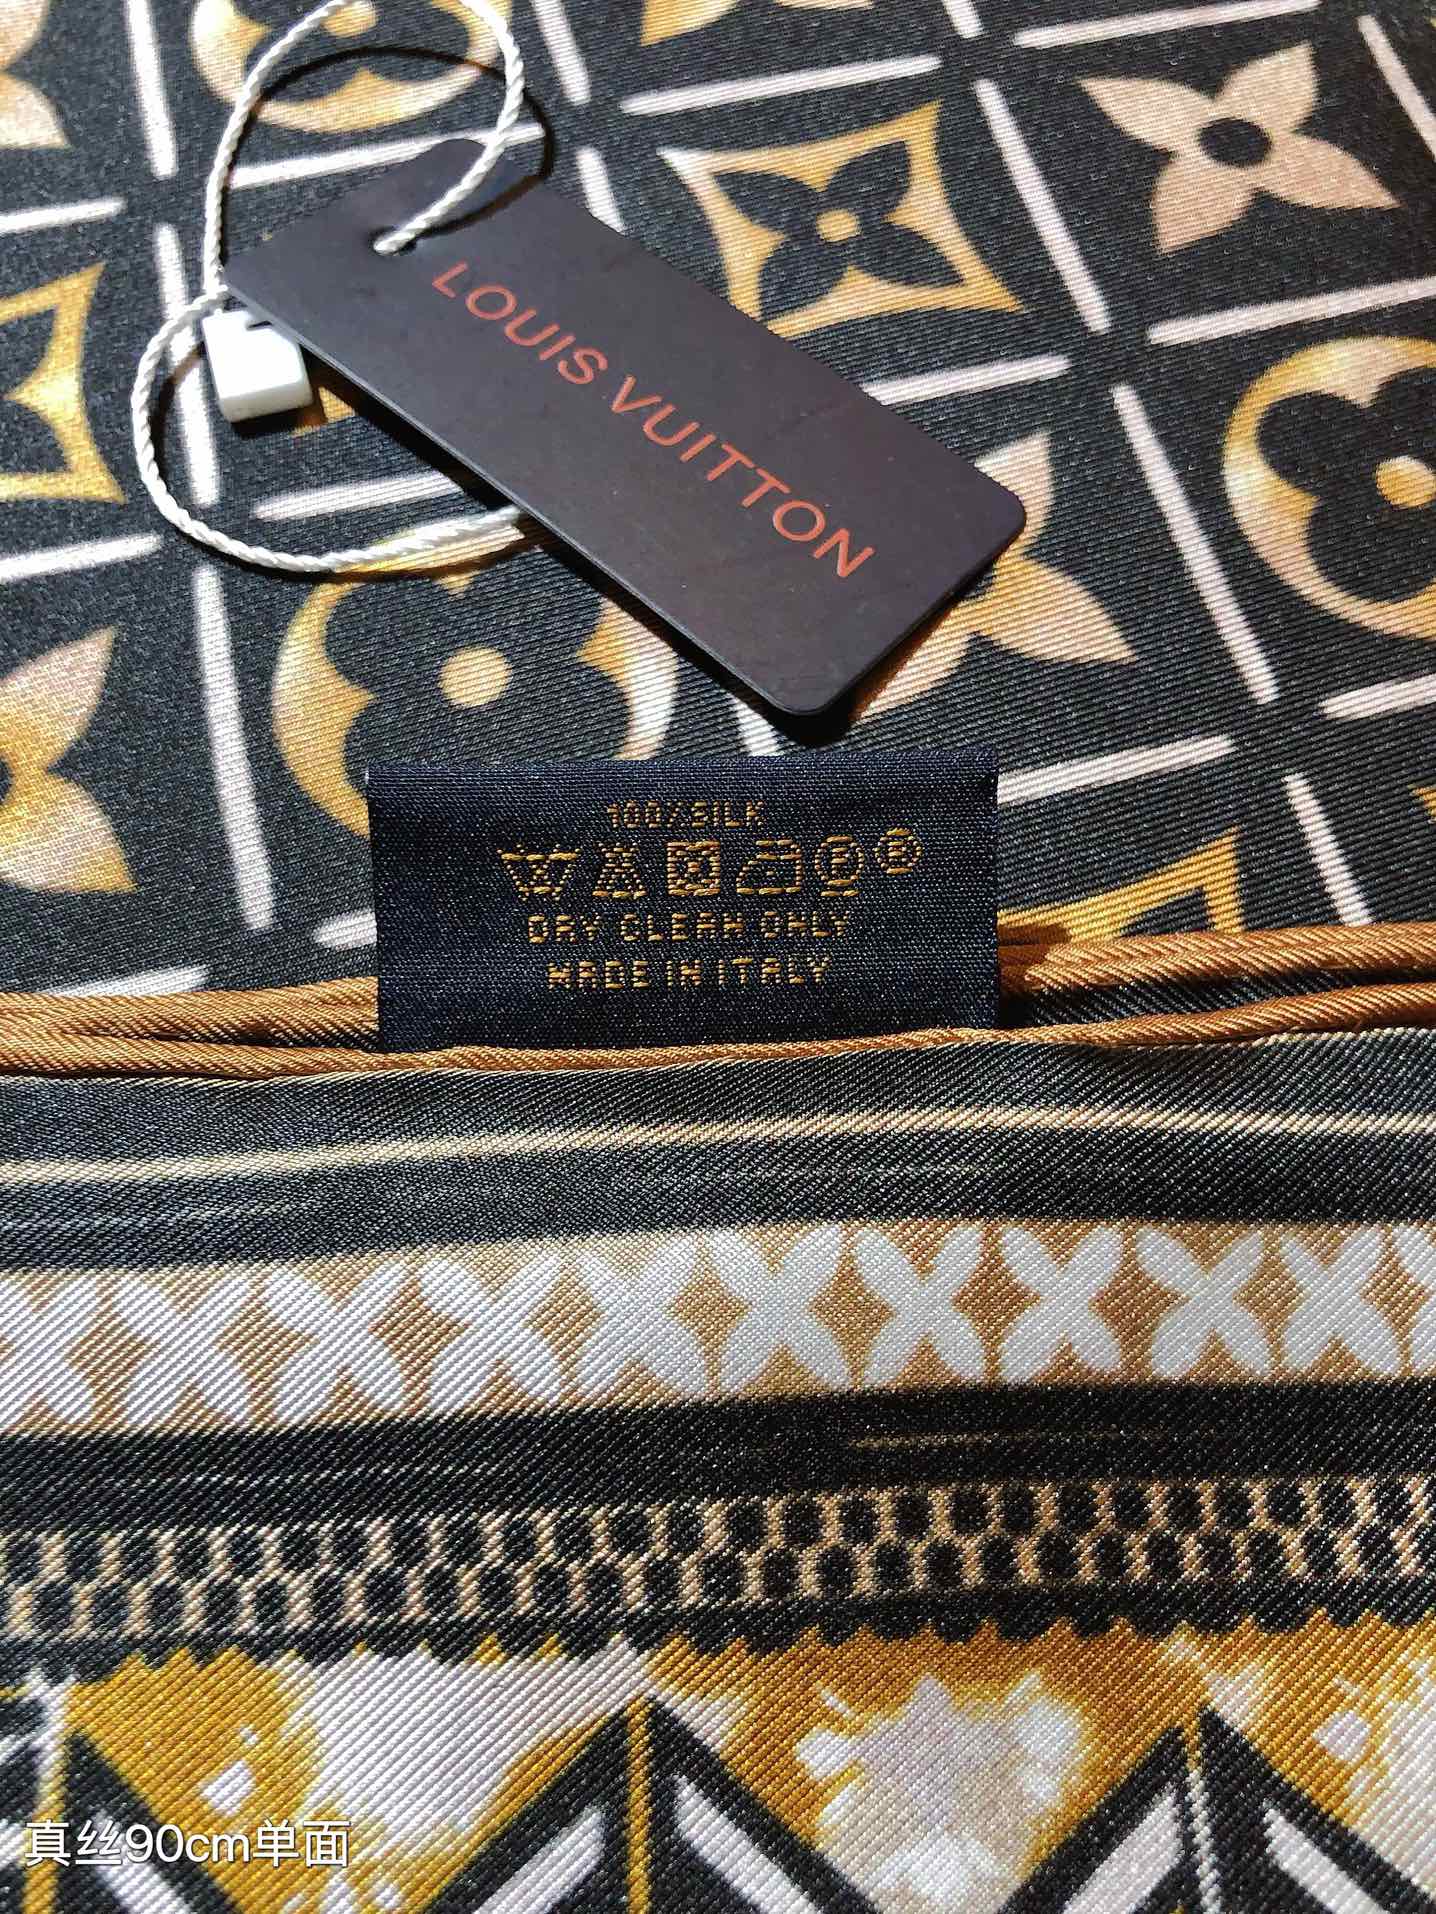 LOUIS VUITTON
100% SILK
DRY CLEAN ONLY
MADE IN ITALY
真丝90cm单面